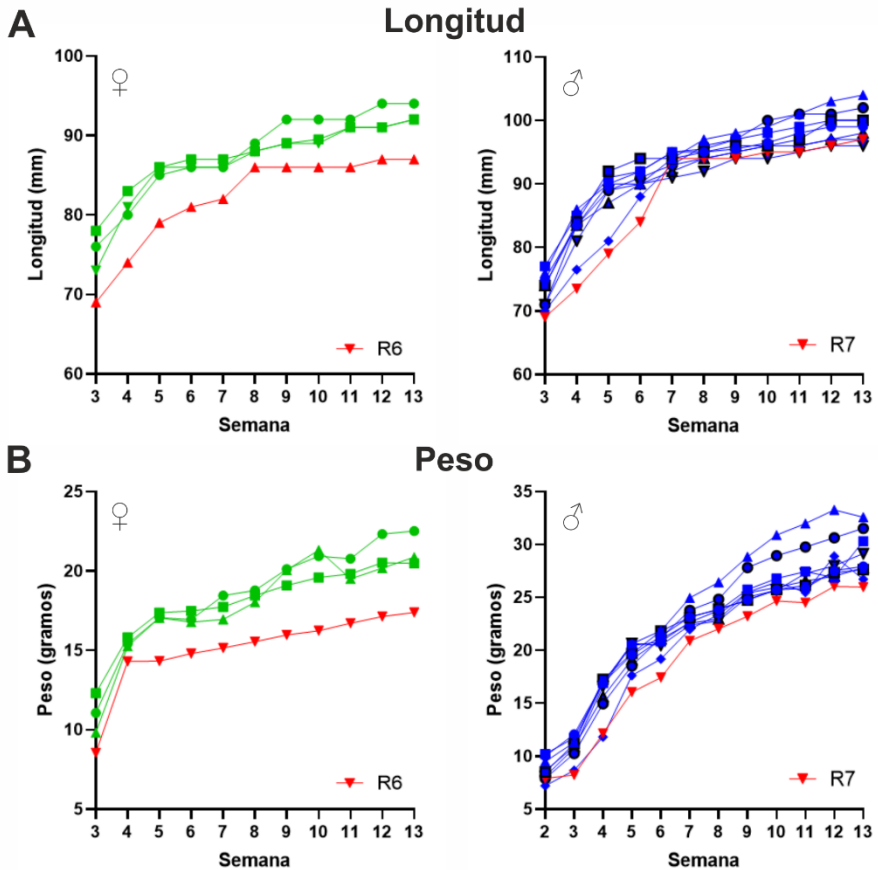 A
Longitud
♀
Longitud (mm)
100
90
80
70
60
3 4 5 6 7 8 9 10 11 12 13
Semana
R6
♂
Longitud (mm)
110
100
90
80
70
60
3 4 5 6 7 8 9 10 11 12 13
Semana
R7
B
Peso
♀
Peso (gramos)
25
20
15
10
5
3 4 5 6 7 8 9 10 11 12 13
Semana
R6
♂
Peso (gramos)
35
30
25
20
15
10
5
2 3 4 5 6 7 8 9 10 11 12 13
Semana
R7